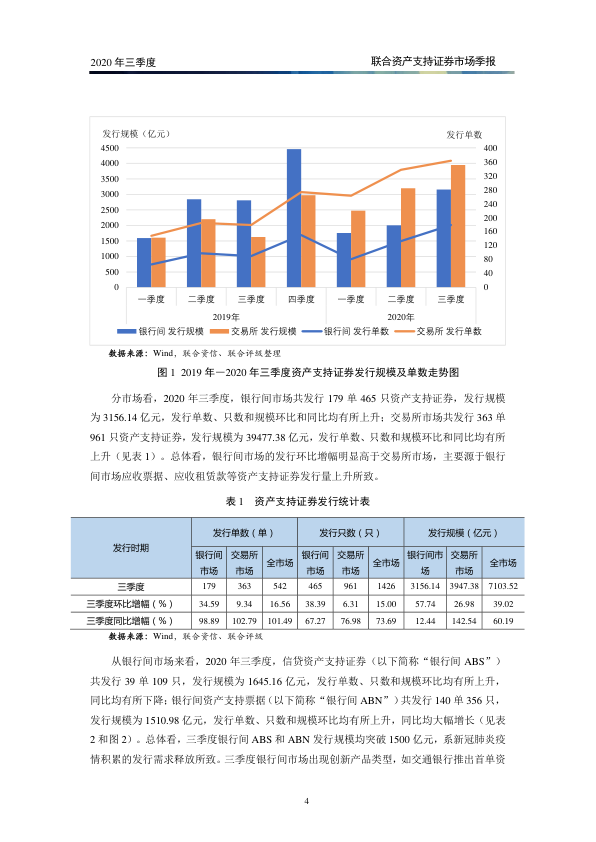 2020 年三季度
联合资产支持证券市场季报
发行规模（亿元）
发行单数
4500
4000
3500
3000
2500
2000
1500
1000
500
0
400
360
320
280
240
200
160
120
80
40
0
一季度 二季度 三季度 四季度 一季度 二季度 三季度
2019年 2020年
银行间 发行规模 交易所 发行规模 银行间 发行单数 交易所 发行单数
数据来源：Wind，联合资信、联合评级整理
图 1 2019 年－2020 年三季度资产支持证券发行规模及单数走势图
分市场看，2020 年三季度，银行间市场共发行 179 单 465 只资产支持证券，发行规模
为 3156.14 亿元，发行单数、只数和规模环比和同比均有所上升；交易所市场共发行 363 单
961 只资产支持证券，发行规模为 39477.38 亿元，发行单数、只数和规模环比和同比均有所
上升（见表 1）。总体看，银行间市场的发行环比增幅明显高于交易所市场，主要源于银行
间市场应收票据、应收租赁款等资产支持证券发行量上升所致。
表 1 资产支持证券发行统计表
发行时期 发行单数（单） 发行只数（只） 发行规模（亿元）
银行间市场 交易所市场 全市场 银行间市场 交易所市场 全市场 银行间市场 交易所市场 全市场
三季度 179 363 542 465 961 1426 3156.14 3947.38 7103.52
三季度环比增幅（%） 34.59 9.34 16.56 38.39 6.31 15.00 57.74 26.98 39.02
三季度同比增幅（%） 98.89 102.79 101.49 67.27 76.98 73.69 12.44 142.54 60.19
数据来源：Wind，联合资信、联合评级
从银行间市场来看，2020 年三季度，信贷资产支持证券（以下简称“银行间 ABS”）
共发行 39 单 109 只，发行规模为 1645.16 亿元，发行单数、只数和规模环比均有所上升，
同比均有所下降；银行间资产支持票据（以下简称“银行间 ABN”）共发行 140 单 356 只，
发行规模为 1510.98 亿元，发行单数、只数和规模环比均有所上升，同比均大幅增长（见表
2 和图 2）。总体看，三季度银行间 ABS 和 ABN 发行规模均突破 1500 亿元，系新冠肺炎疫
情积累的发行需求释放所致。三季度银行间市场出现创新产品类型，如交通银行推出首单资
4